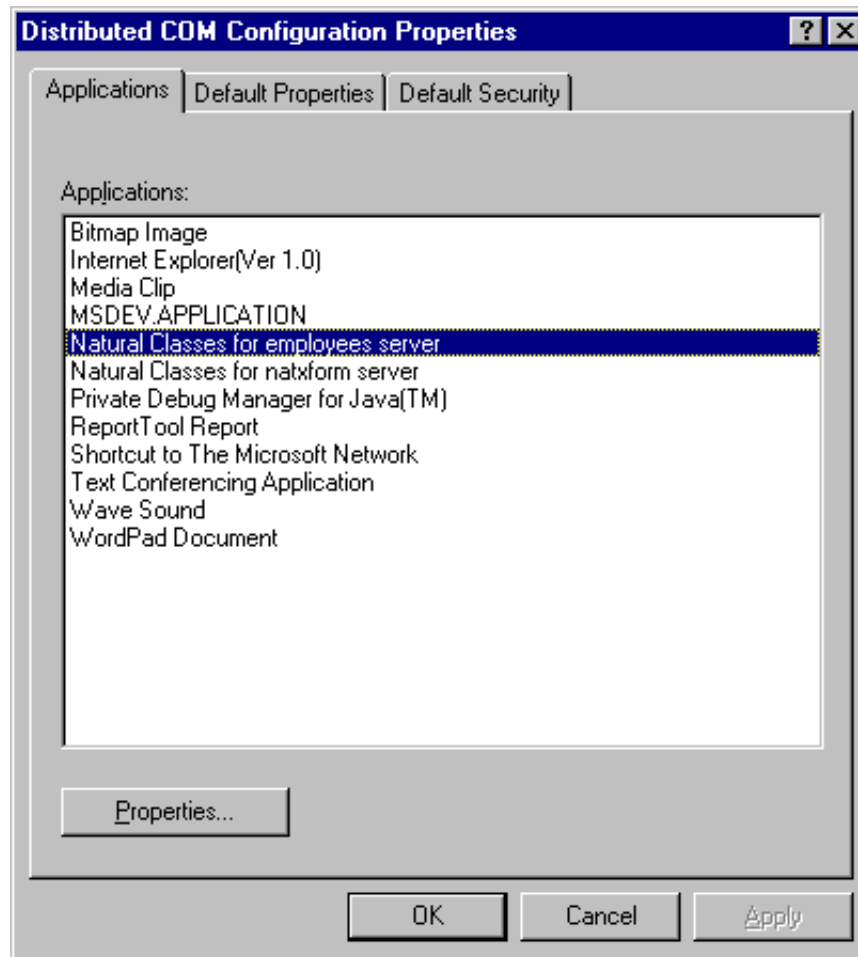 Distributed COM Configuration Properties
Applications Default Properties Default Security
Applications:
Bitmap Image
Internet Explorer(Ver 1.0)
Media Clip
MSDEV.APPLICATION
Natural Classes for employees server
Natural Classes for natxform server
Private Debug Manager for Java(TM)
ReportTool Report
Shortcut to The Microsoft Network
Text Conferencing Application
Wave Sound
WordPad Document
Properties...
OK Cancel Apply